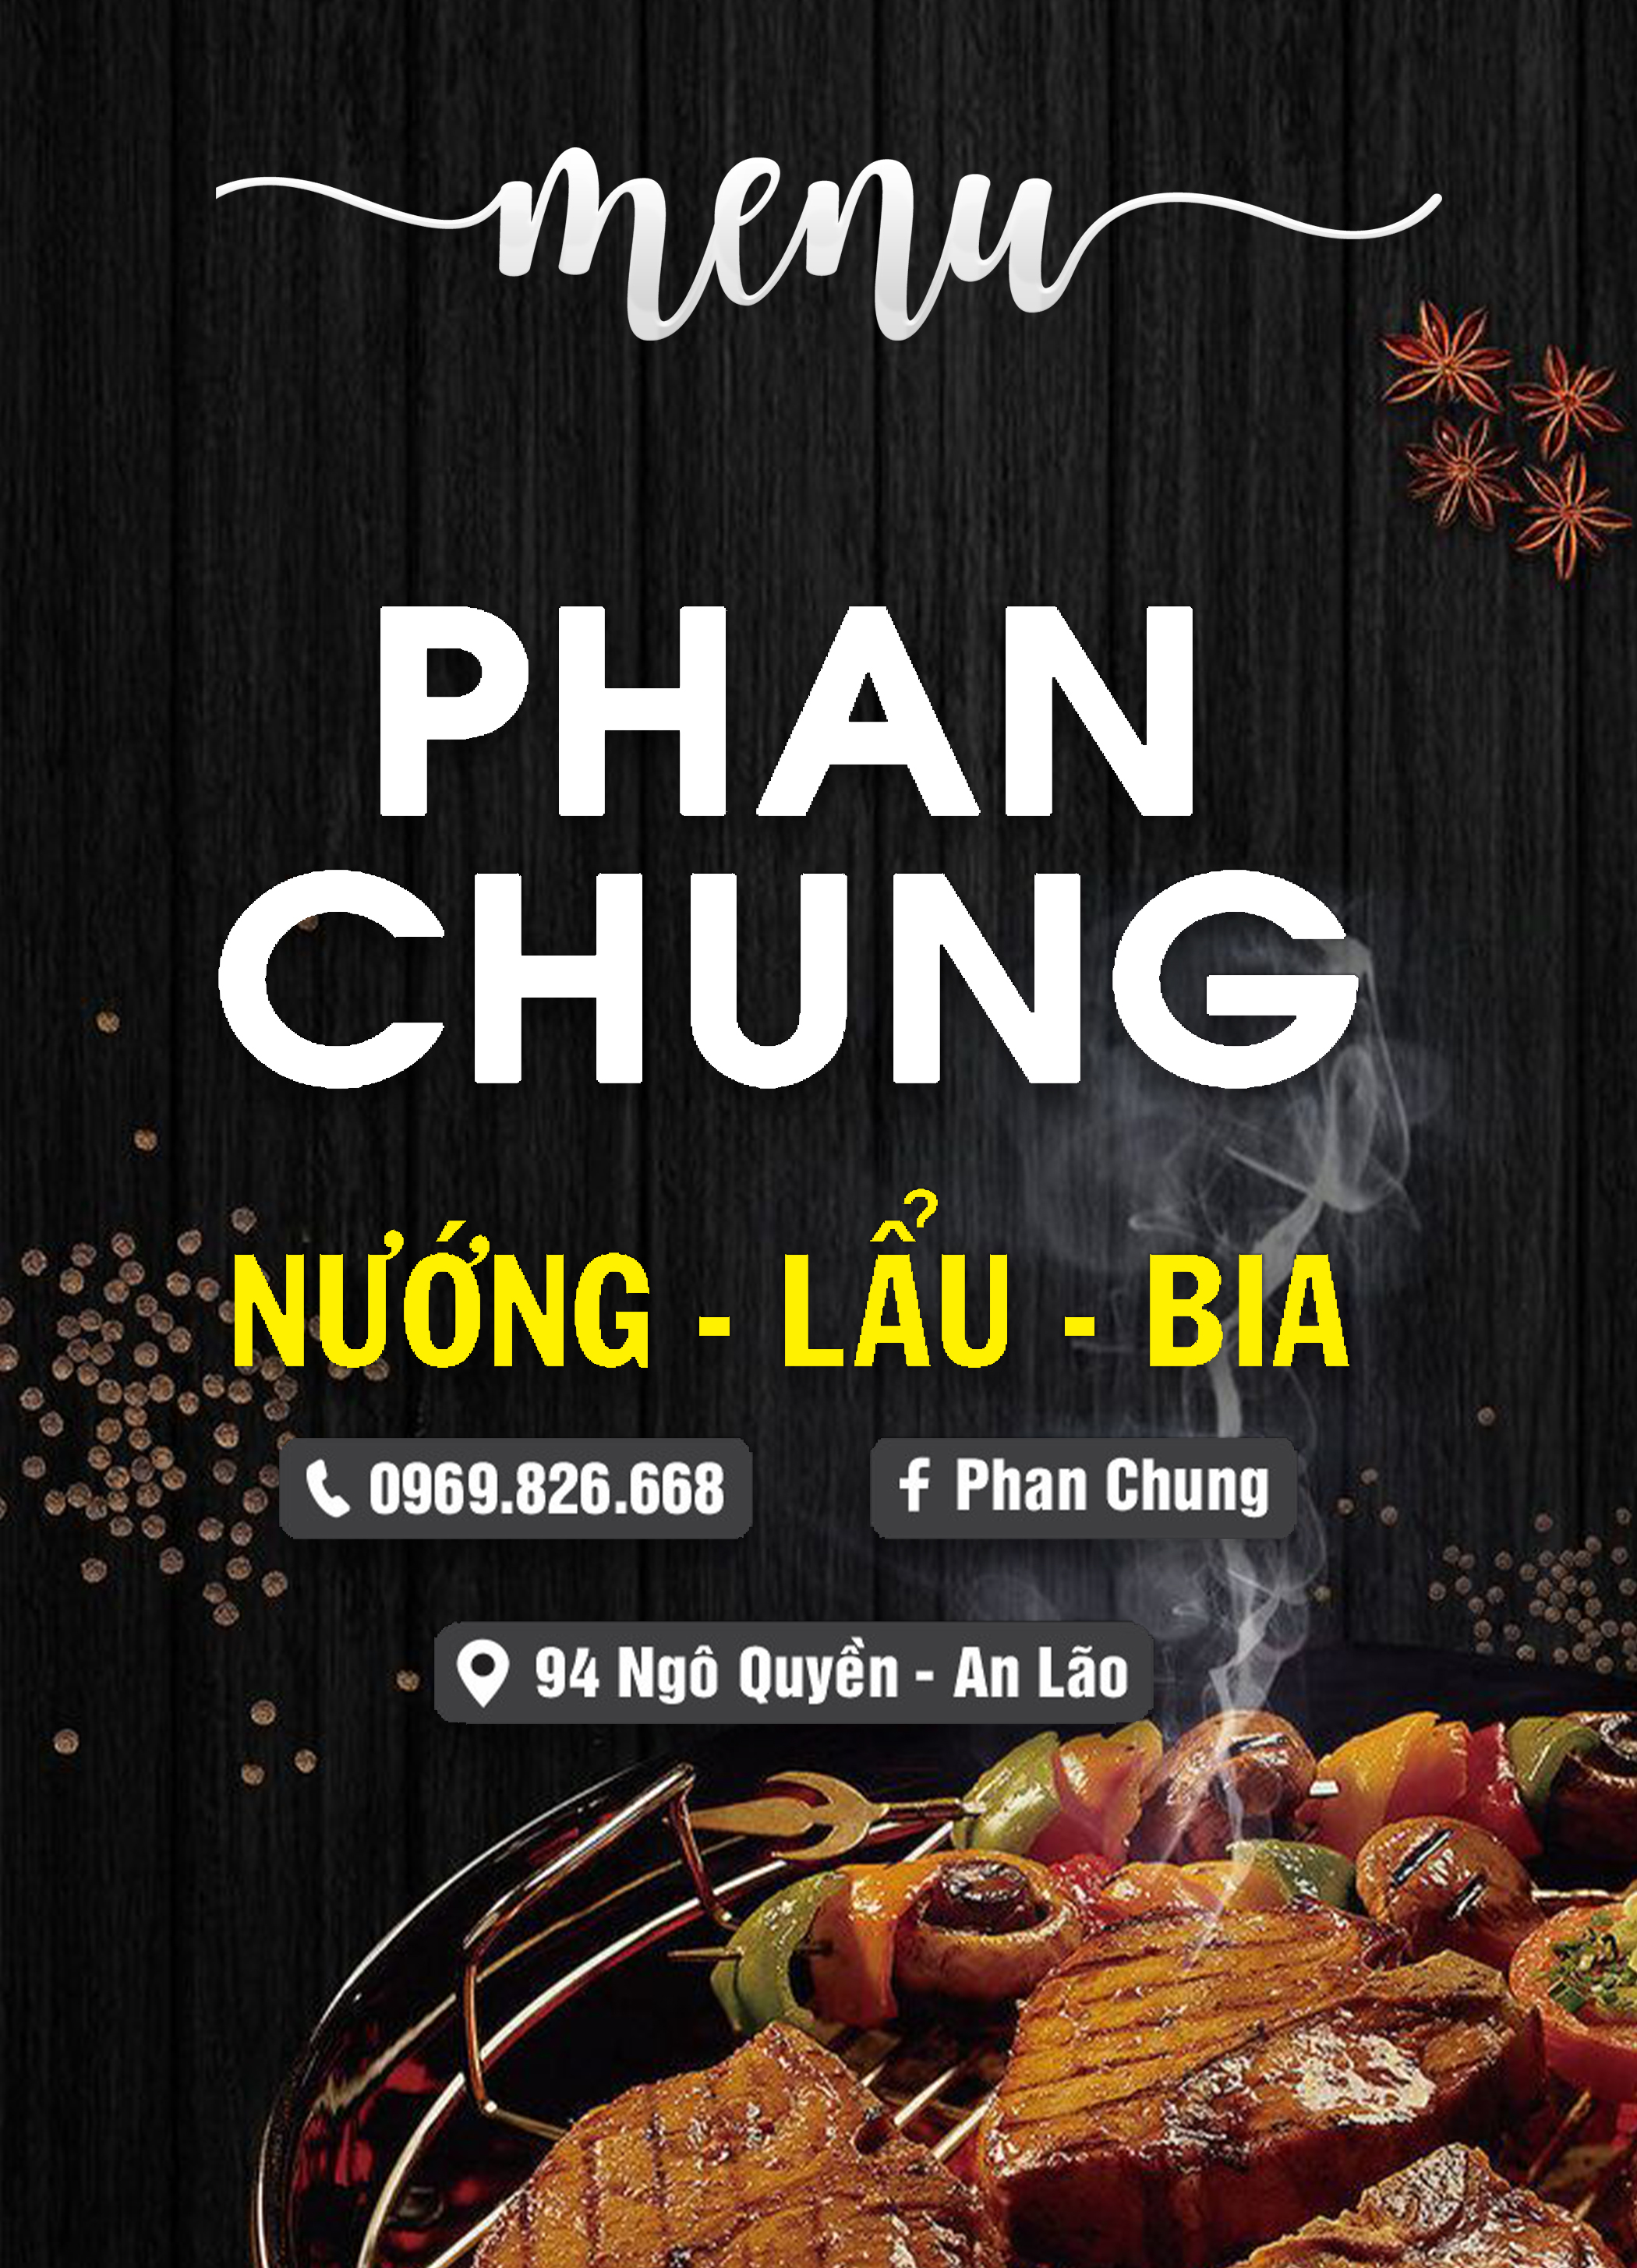 menu
PHAN
CHUNG
NƯỚNG - LẨU - BIA
0969.826.668
Phan Chung
94 Ngô Quyền - An Lão